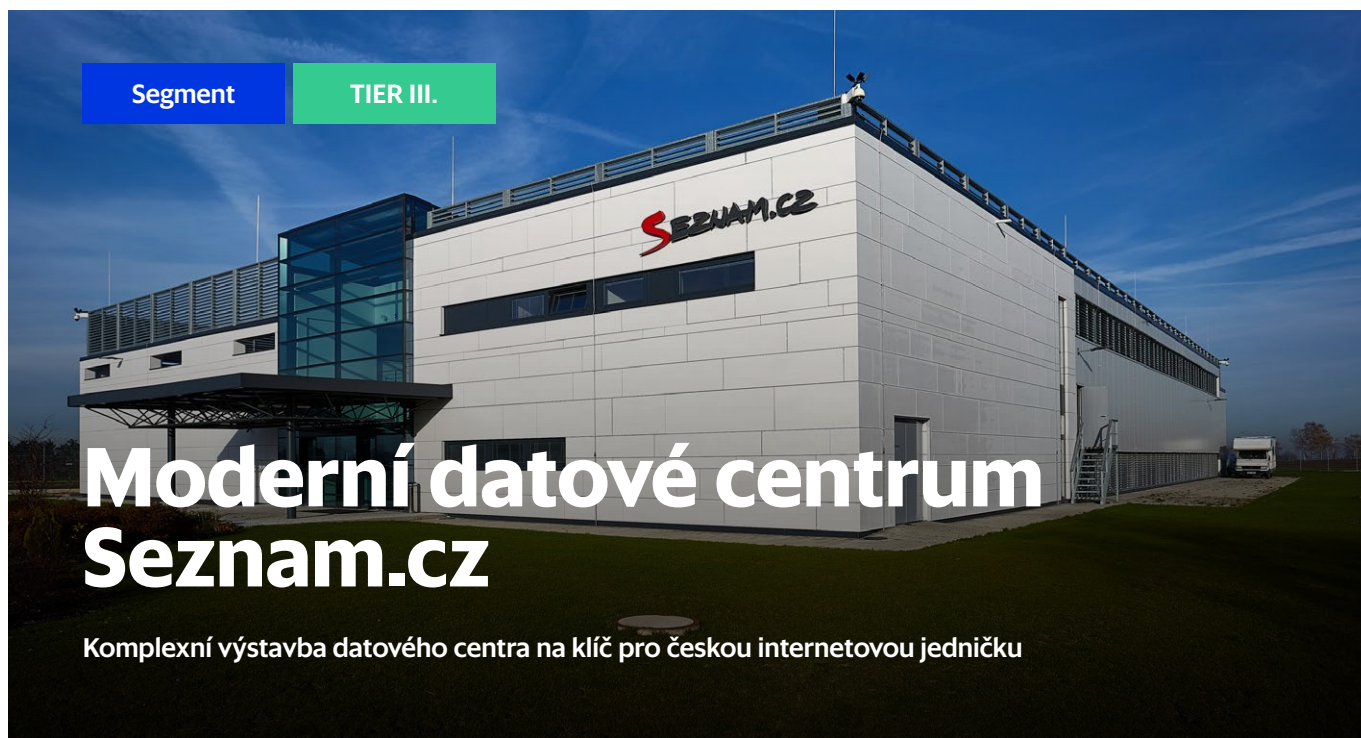 Segment
TIER III.
SEZNAM.CZ
Moderní datové centrum
Seznam.cz
Komplexní výstavba datového centra na klíč pro českou internetovou jedničku